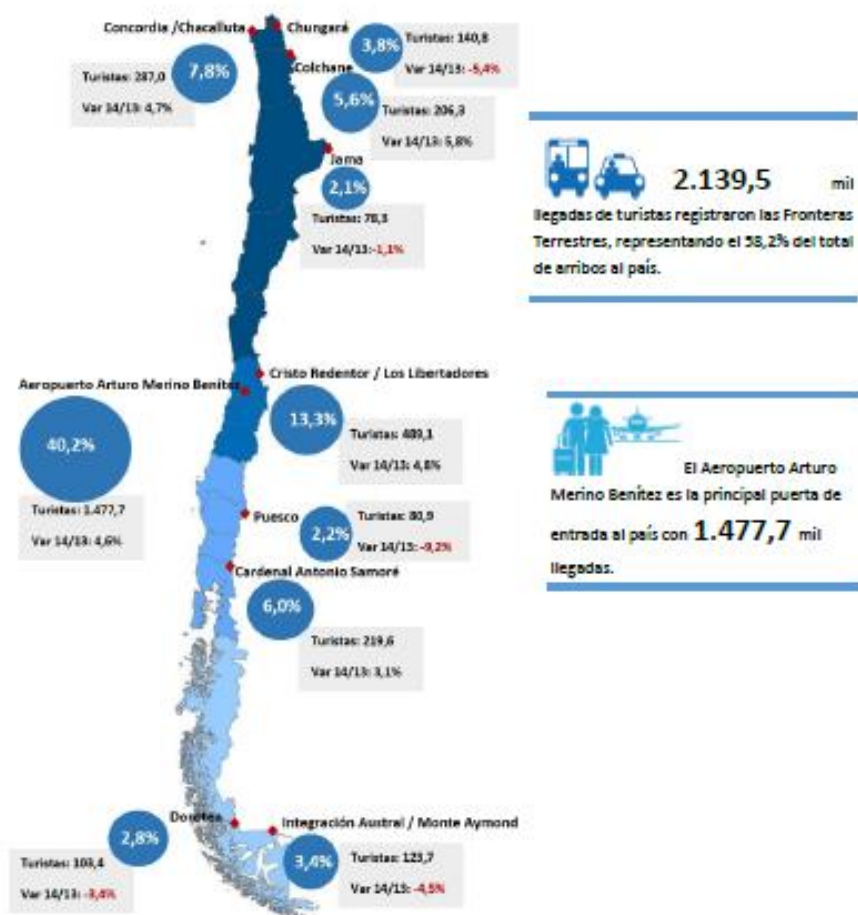 Concordia /Chacalluta
Chungará
7,8%
Turistas: 287,0
Var 14/13: 4,7%
3,8%
Turistas: 140,8
Var 14/13: -5,4%
Colchane
5,6%
Turistas: 206,3
Var 14/13: 5,8%
Jama
2,1%
Turistas: 78,3
Var 14/13:-1,1%
2.139,5 mil
llegadas de turistas registraron las Fronteras
Terrestres, representando el 58,2% del total
de arribos al país.
Cristo Redentor / Los Libertadores
13,3%
Turistas: 489,1
Var 14/13: 4,8%
Aeropuerto Arturo Merino Benítez
40,2%
Turistas: 1.477,7
Var 14/13: 4,6%
El Aeropuerto Arturo
Merino Benítez es la principal puerta de
entrada al país con 1.477,7 mil
llegadas.
Puesco
2,2%
Turistas: 80,9
Var 14/13: -9,2%
Cardenal Antonio Samoré
6,0%
Turistas: 219,6
Var 14/13: 3,1%
Dorotea
2,8%
Turistas: 103,4
Var 14/13: -3,4%
Integración Austral / Monte Aymond
3,4%
Turistas: 123,7
Var 14/13: -4,5%